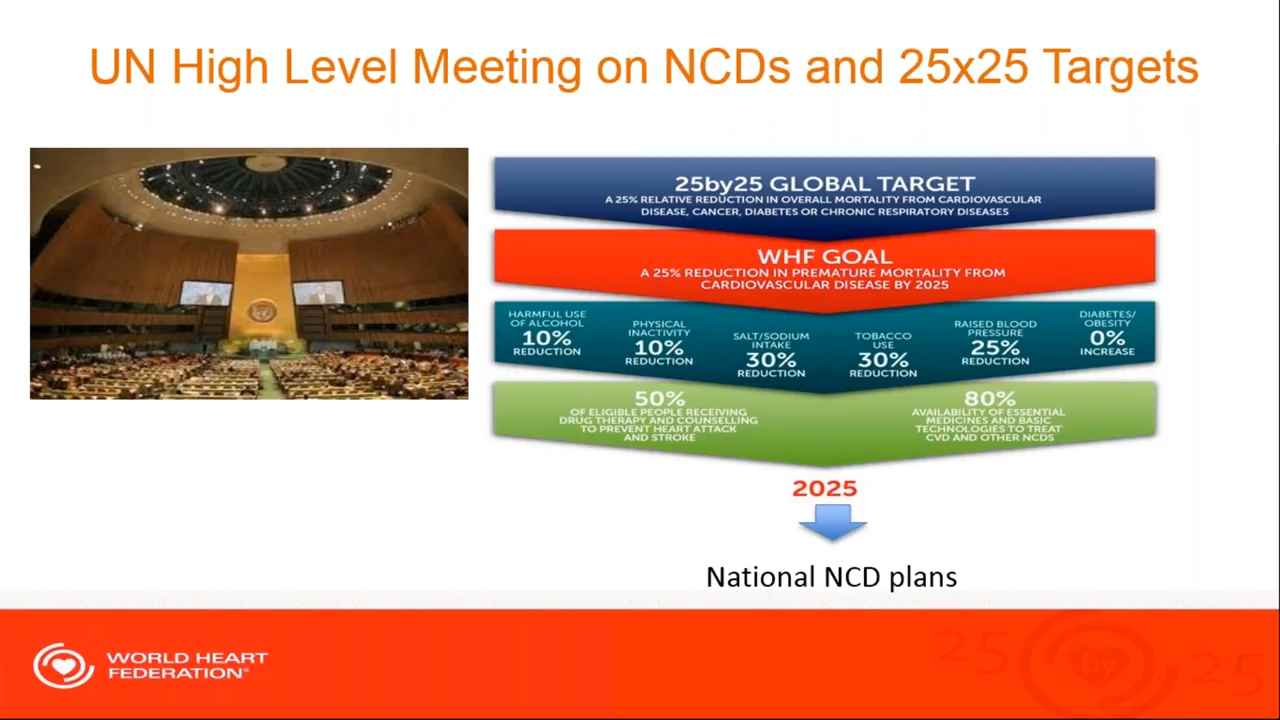 UN High Level Meeting on NCDs and 25x25 Targets
25by25 GLOBAL TARGET
A 25% RELATIVE REDUCTION IN OVERALL MORTALITY FROM CARDIOVASCULAR
DISEASE, CANCER, DIABETES OR CHRONIC RESPIRATORY DISEASES
WHF GOAL
A 25% REDUCTION IN PREMATURE MORTALITY FROM
CARDIOVASCULAR DISEASE BY 2025
HARMFUL USE
OF ALCOHOL
10%
REDUCTION
PHYSICAL
INACTIVITY
10%
REDUCTION
SALT/SODIUM
INTAKE
30%
REDUCTION
TOBACCO
USE
30%
REDUCTION
RAISED BLOOD
PRESSURE
25%
REDUCTION
DIABETES/
OBESITY
0%
INCREASE
50%
OF ELIGIBLE PEOPLE RECEIVING
DRUG THERAPY AND COUNSELLING
TO PREVENT HEART ATTACK
AND STROKE
80%
AVAILABILITY OF ESSENTIAL
MEDICINES AND BASIC
TECHNOLOGIES TO TREAT
CVD AND OTHER NCDS
2025
National NCD plans
WORLD HEART
FEDERATION®
25 by 25